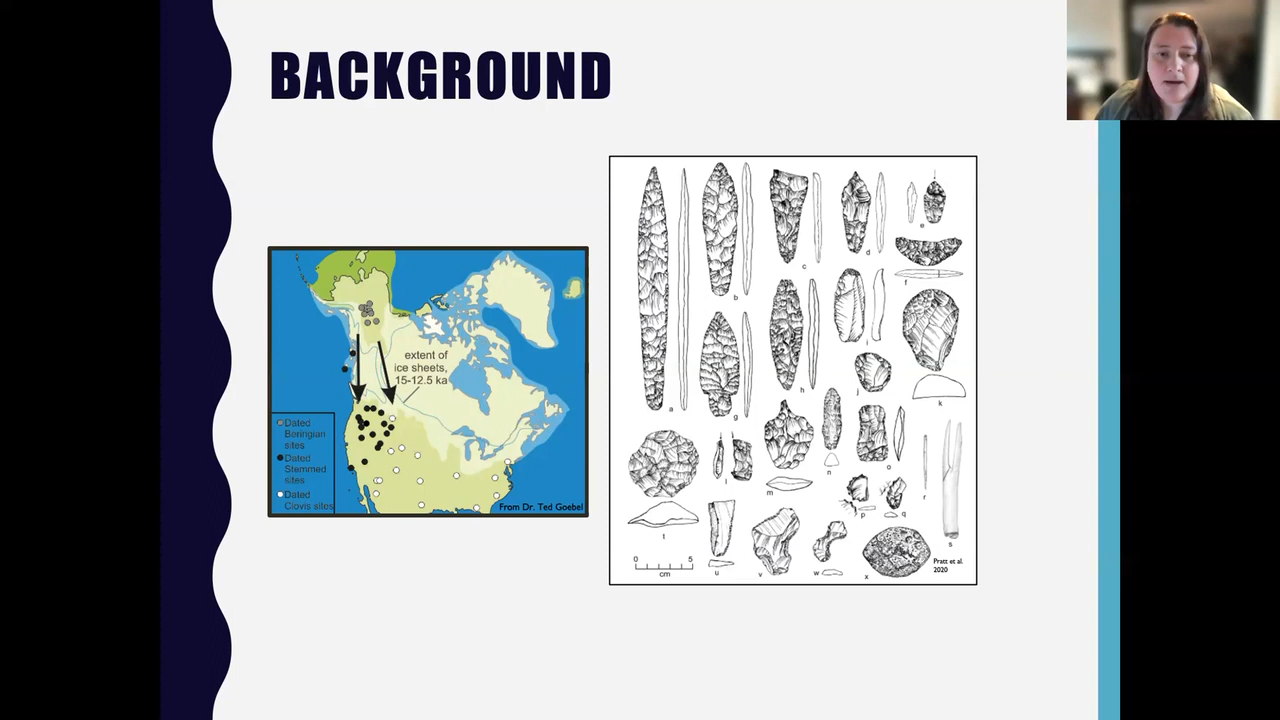 BACKGROUND
extent of
ice sheets,
15-12.5 ka
Dated
Beringian
sites
Dated
Stemmed
sites
Dated
Clovis sites
From Dr. Ted Goebel
a
b
c
d
e
f
g
h
i
j
k
l
m
n
o
p
q
r
s
t
u
v
w
x
0 5
cm
Pratt et al.
2020